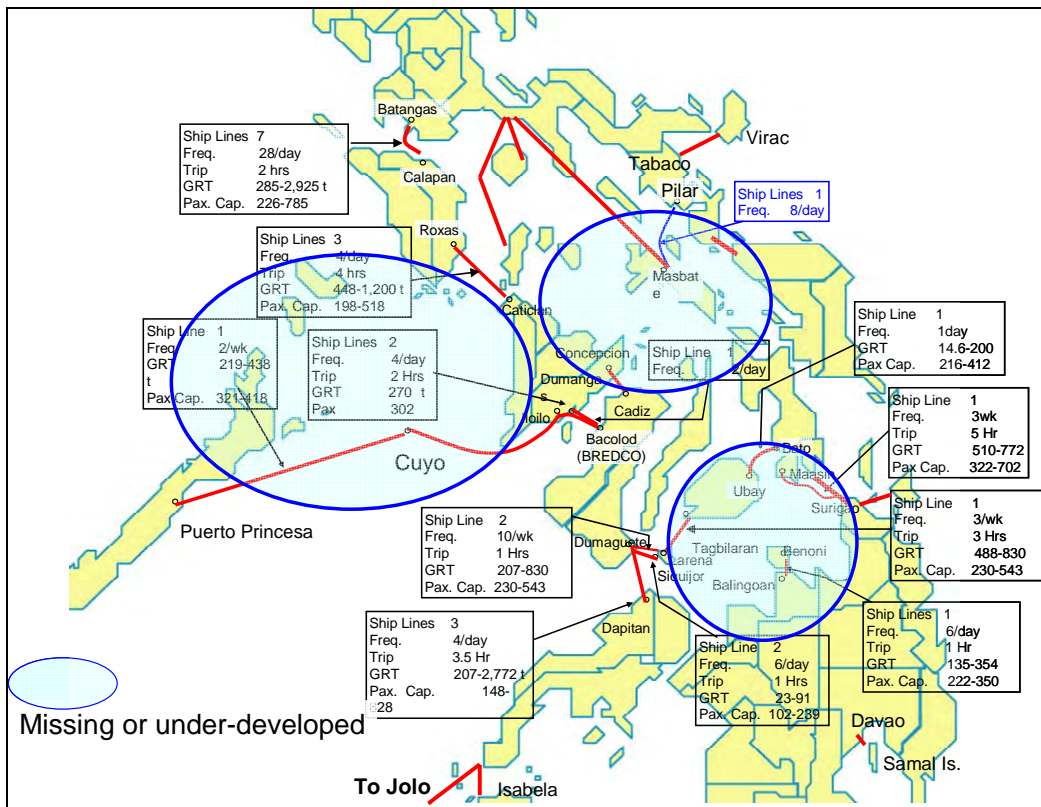 Batangas
Ship Lines 7
Freq. 28/day
Trip 2 hrs
GRT 285-2,925 t
Pax. Cap. 226-785
Calapan
Virac
Tabaco
Pilar
Ship Lines 1
Freq. 8/day
Roxas
Ship Lines 3
Freq. 4/day
Trip 4 hrs
GRT 448-1,200 t
Pax. Cap. 198-518
Masbat
e
Caticlan
Ship Line 1
Freq. 2/wk
GRT 219-438
t
Pax Cap. 321-418
Ship Lines 2
Freq. 4/day
Trip 2 Hrs
GRT 270 t
Pax 302
Concepcion
Ship Line 1
Freq. 2/day
Ship Line 1
Freq. 1day
GRT 14.6-200
Pax Cap. 216-412
Dumanga
s
Iloilo
Cadiz
Bacolod
(BREDCO)
Cuyo
Ship Line 1
Freq. 3wk
Trip 5 Hr
GRT 510-772
Pax Cap. 322-702
Bato
Maasin
Ubay
Surigao
Puerto Princesa
Ship Line 1
Freq. 3/wk
Trip 3 Hrs
GRT 488-830
Pax Cap. 230-543
Ship Line 2
Freq. 10/wk
Trip 1 Hrs
GRT 207-830
Pax Cap. 230-543
Dumaguete
Larena
Siquijor
Tagbilaran
Benoni
Balingoan
Dapitan
Ship Lines 3
Freq. 4/day
Trip 3.5 Hr
GRT 207-2,772 t
Pax. Cap. 148-
828
Ship Line 2
Freq. 6/day
Trip 1 Hrs
GRT 23-91
Pax. Cap. 102-239
Ship Lines 1
Freq. 6/day
Trip 1 Hr
GRT 135-354
Pax Cap. 222-350
Missing or under-developed
Davao
Samal Is.
To Jolo
Isabela